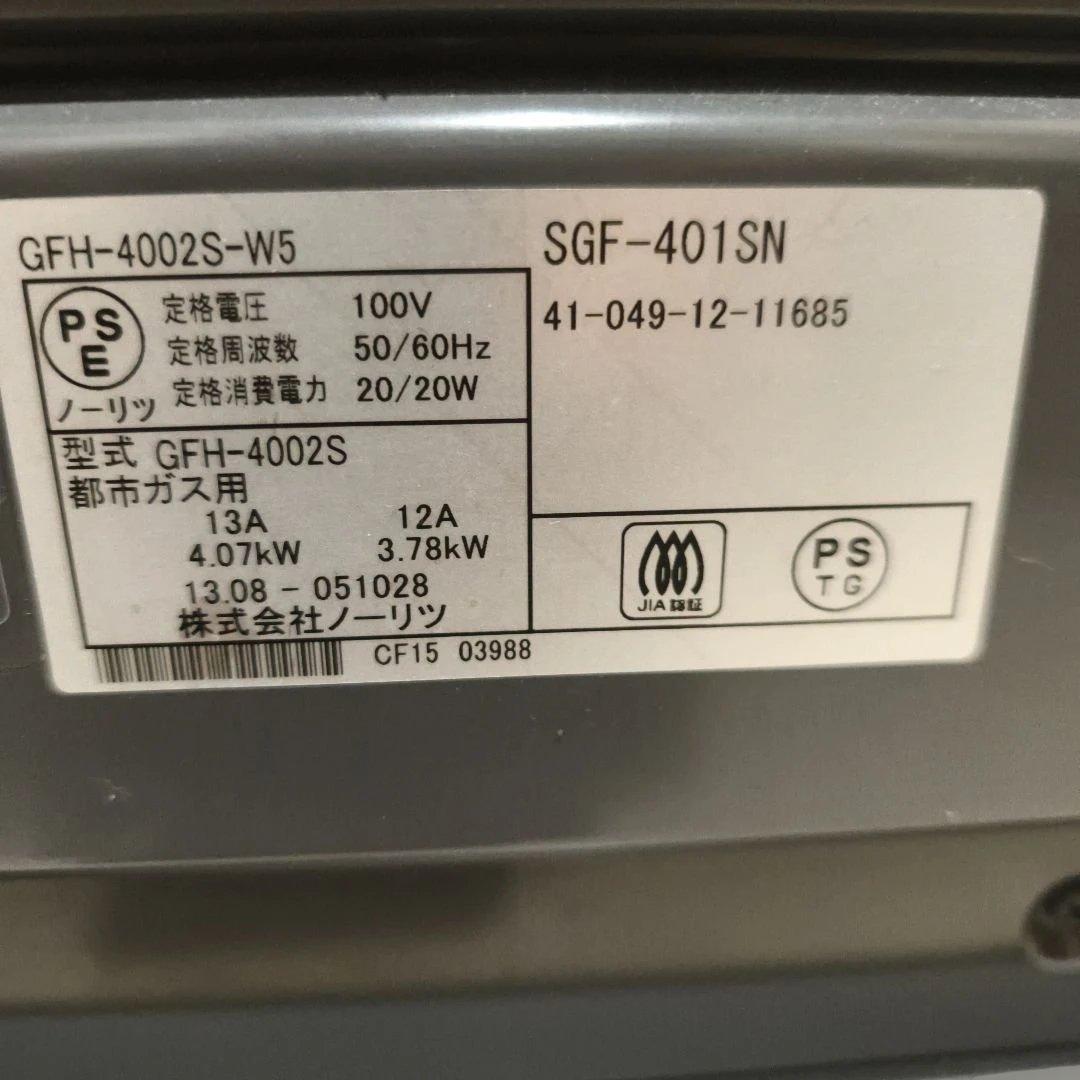 GFH-4002S-W5
PS
E
ノーリツ
定格電圧 100V
定格周波数 50/60Hz
定格消費電力 20/20W
型式 GFH-4002S
都市ガス用
13A 12A
4.07kW 3.78kW
13.08 - 051028
株式会社ノーリツ
CF15 03988
SGF-401SN
41-049-12-11685
JIA 認証
PS
TG